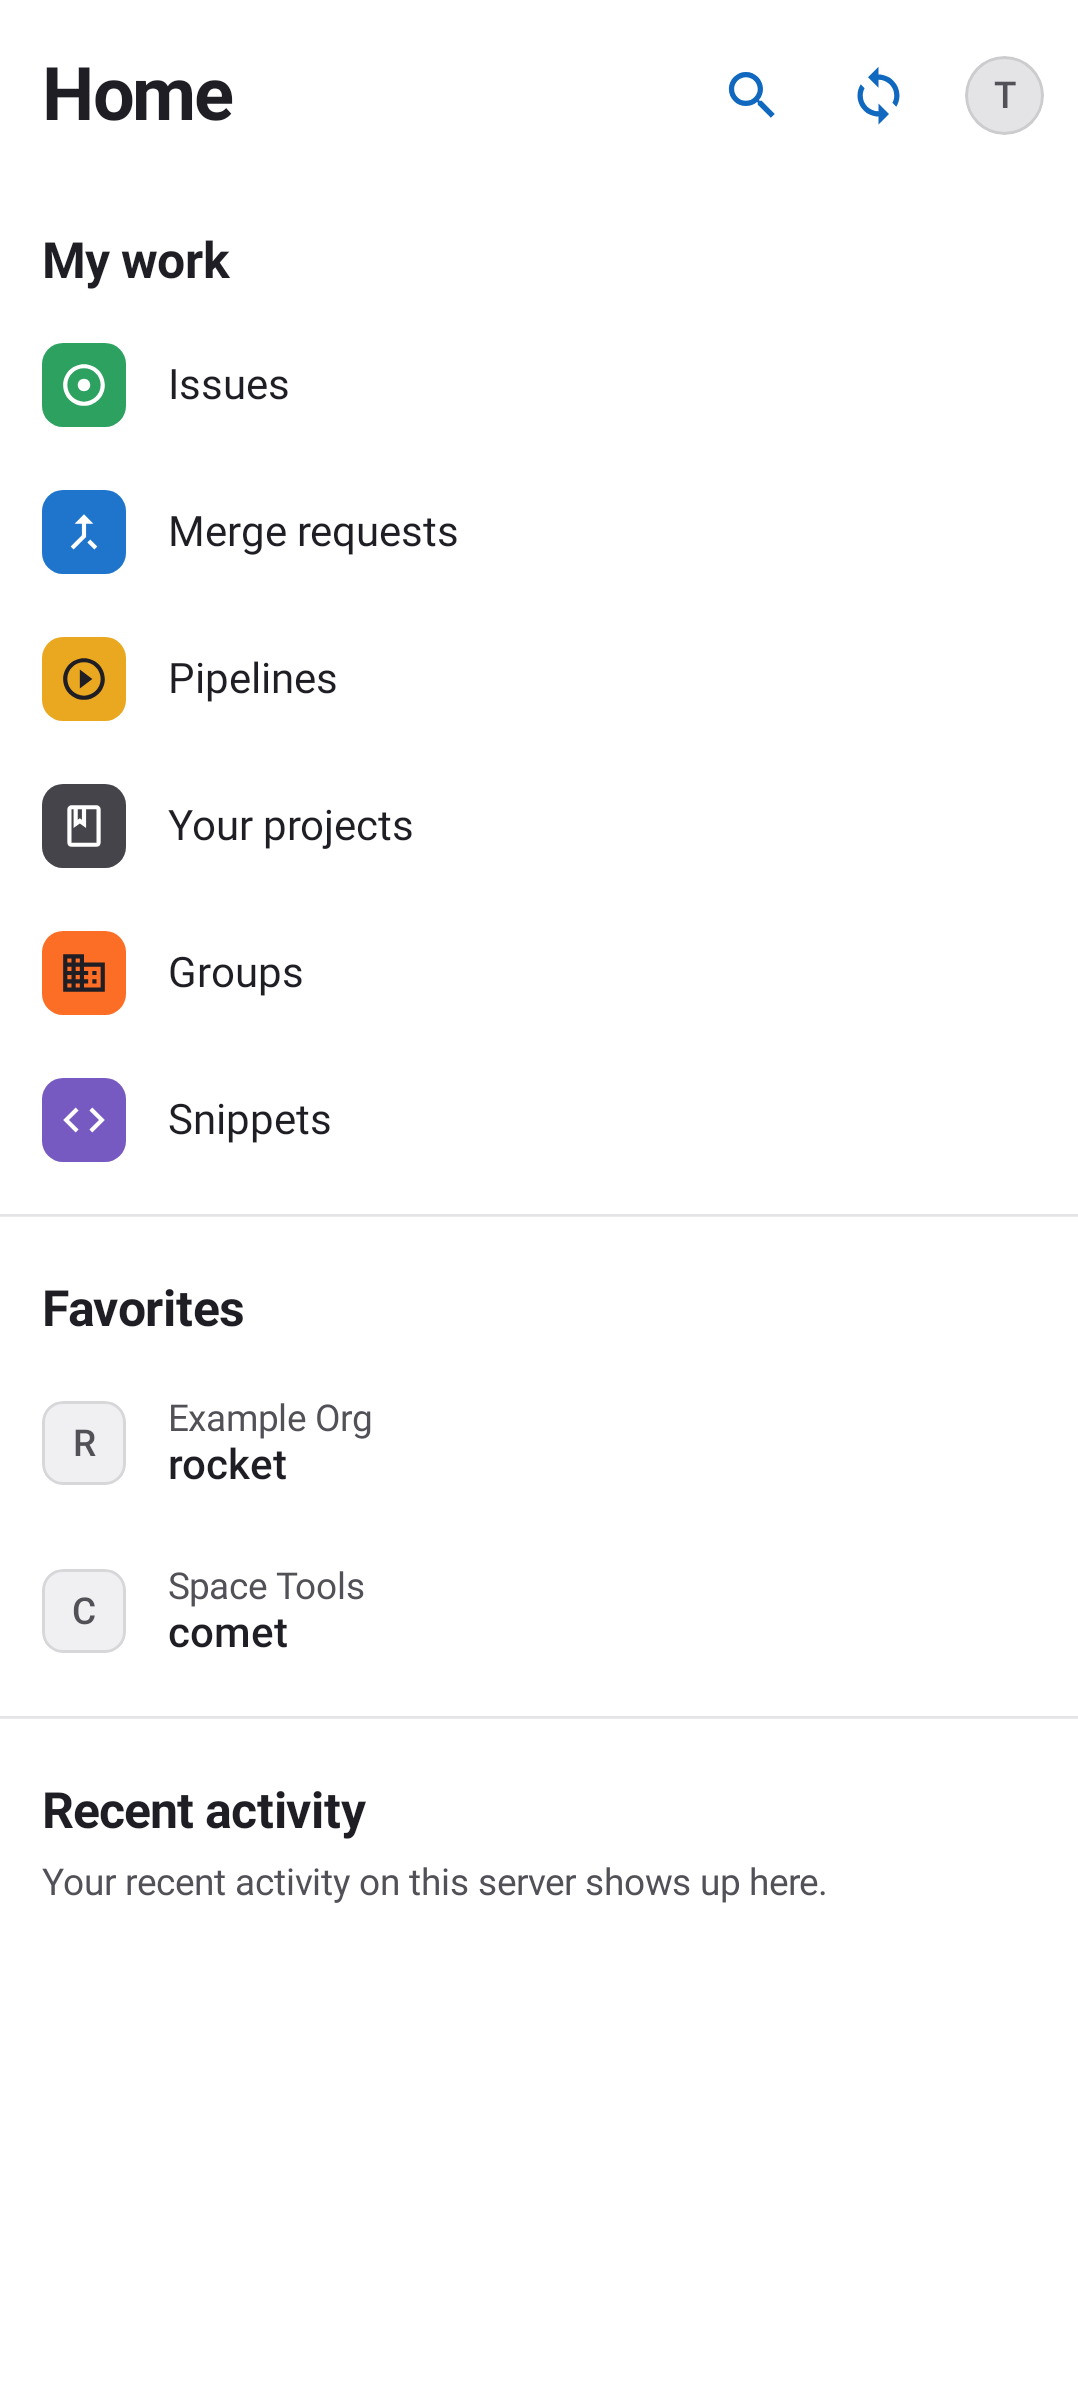 Home
T
My work
Issues
Merge requests
Pipelines
Your projects
Groups
Snippets
Favorites
R
Example Org
rocket
C
Space Tools
comet
Recent activity
Your recent activity on this server shows up here.